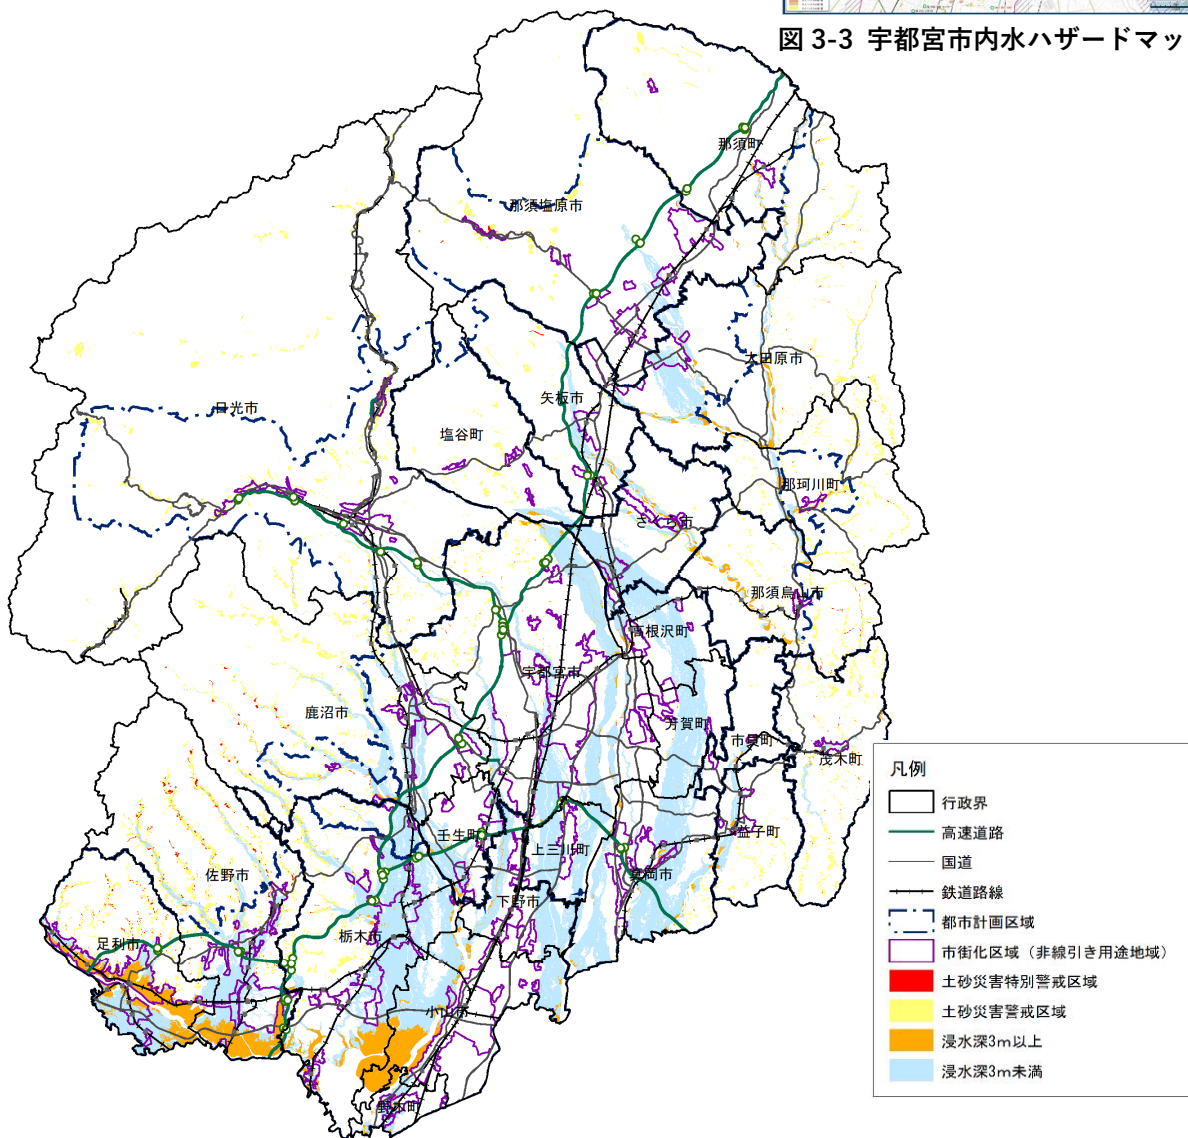 図 3-3 宇都宮市内水ハザードマッ
那須町
那須塩原市
大田原市
矢板市
日光市
塩谷町
那珂川町
さくら市
那須烏山市
高根沢町
宇都宮市
鹿沼市
芳賀町
市貝町
茂木町
益子町
壬生町
上三川町
真岡市
佐野市
下野市
栃木市
足利市
小山市
野木町
凡例
行政界
高速道路
国道
鉄道路線
都市計画区域
市街化区域（非線引き用途地域）
土砂災害特別警戒区域
土砂災害警戒区域
浸水深3m以上
浸水深3m未満